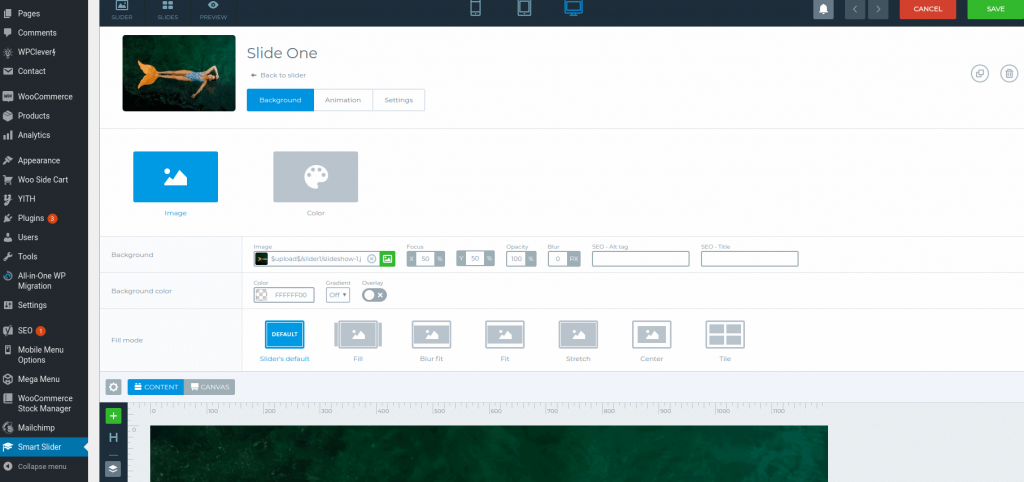 Pages
Comments
WPClever
Contact
WooCommerce
Products
Analytics
Appearance
Woo Side Cart
YITH
Plugins 3
Users
Tools
All-in-One WP
Migration
Settings
SEO 1
Mobile Menu
Options
Mega Menu
WooCommerce
Stock Manager
Mailchimp
Smart Slider
Collapse menu
SLIDER SLIDES PREVIEW
CANCEL SAVE
Slide One
Back to slider
Background Animation Settings
Image Color
Background
Image Focus Opacity Blur SEO - Alt tag SEO - Title
$upload$/slider1/slideshow-1.j X 50 % Y 50 % 100 % 0 PX
Background color
Color Gradient Overlay
FFFFFF00 Off
Fill mode
DEFAULT
Slider's default Fill Blur fit Fit Stretch Center Tile
CONTENT CANVAS
0 100 200 300 400 500 600 700 800 900 1000 1100
0
H